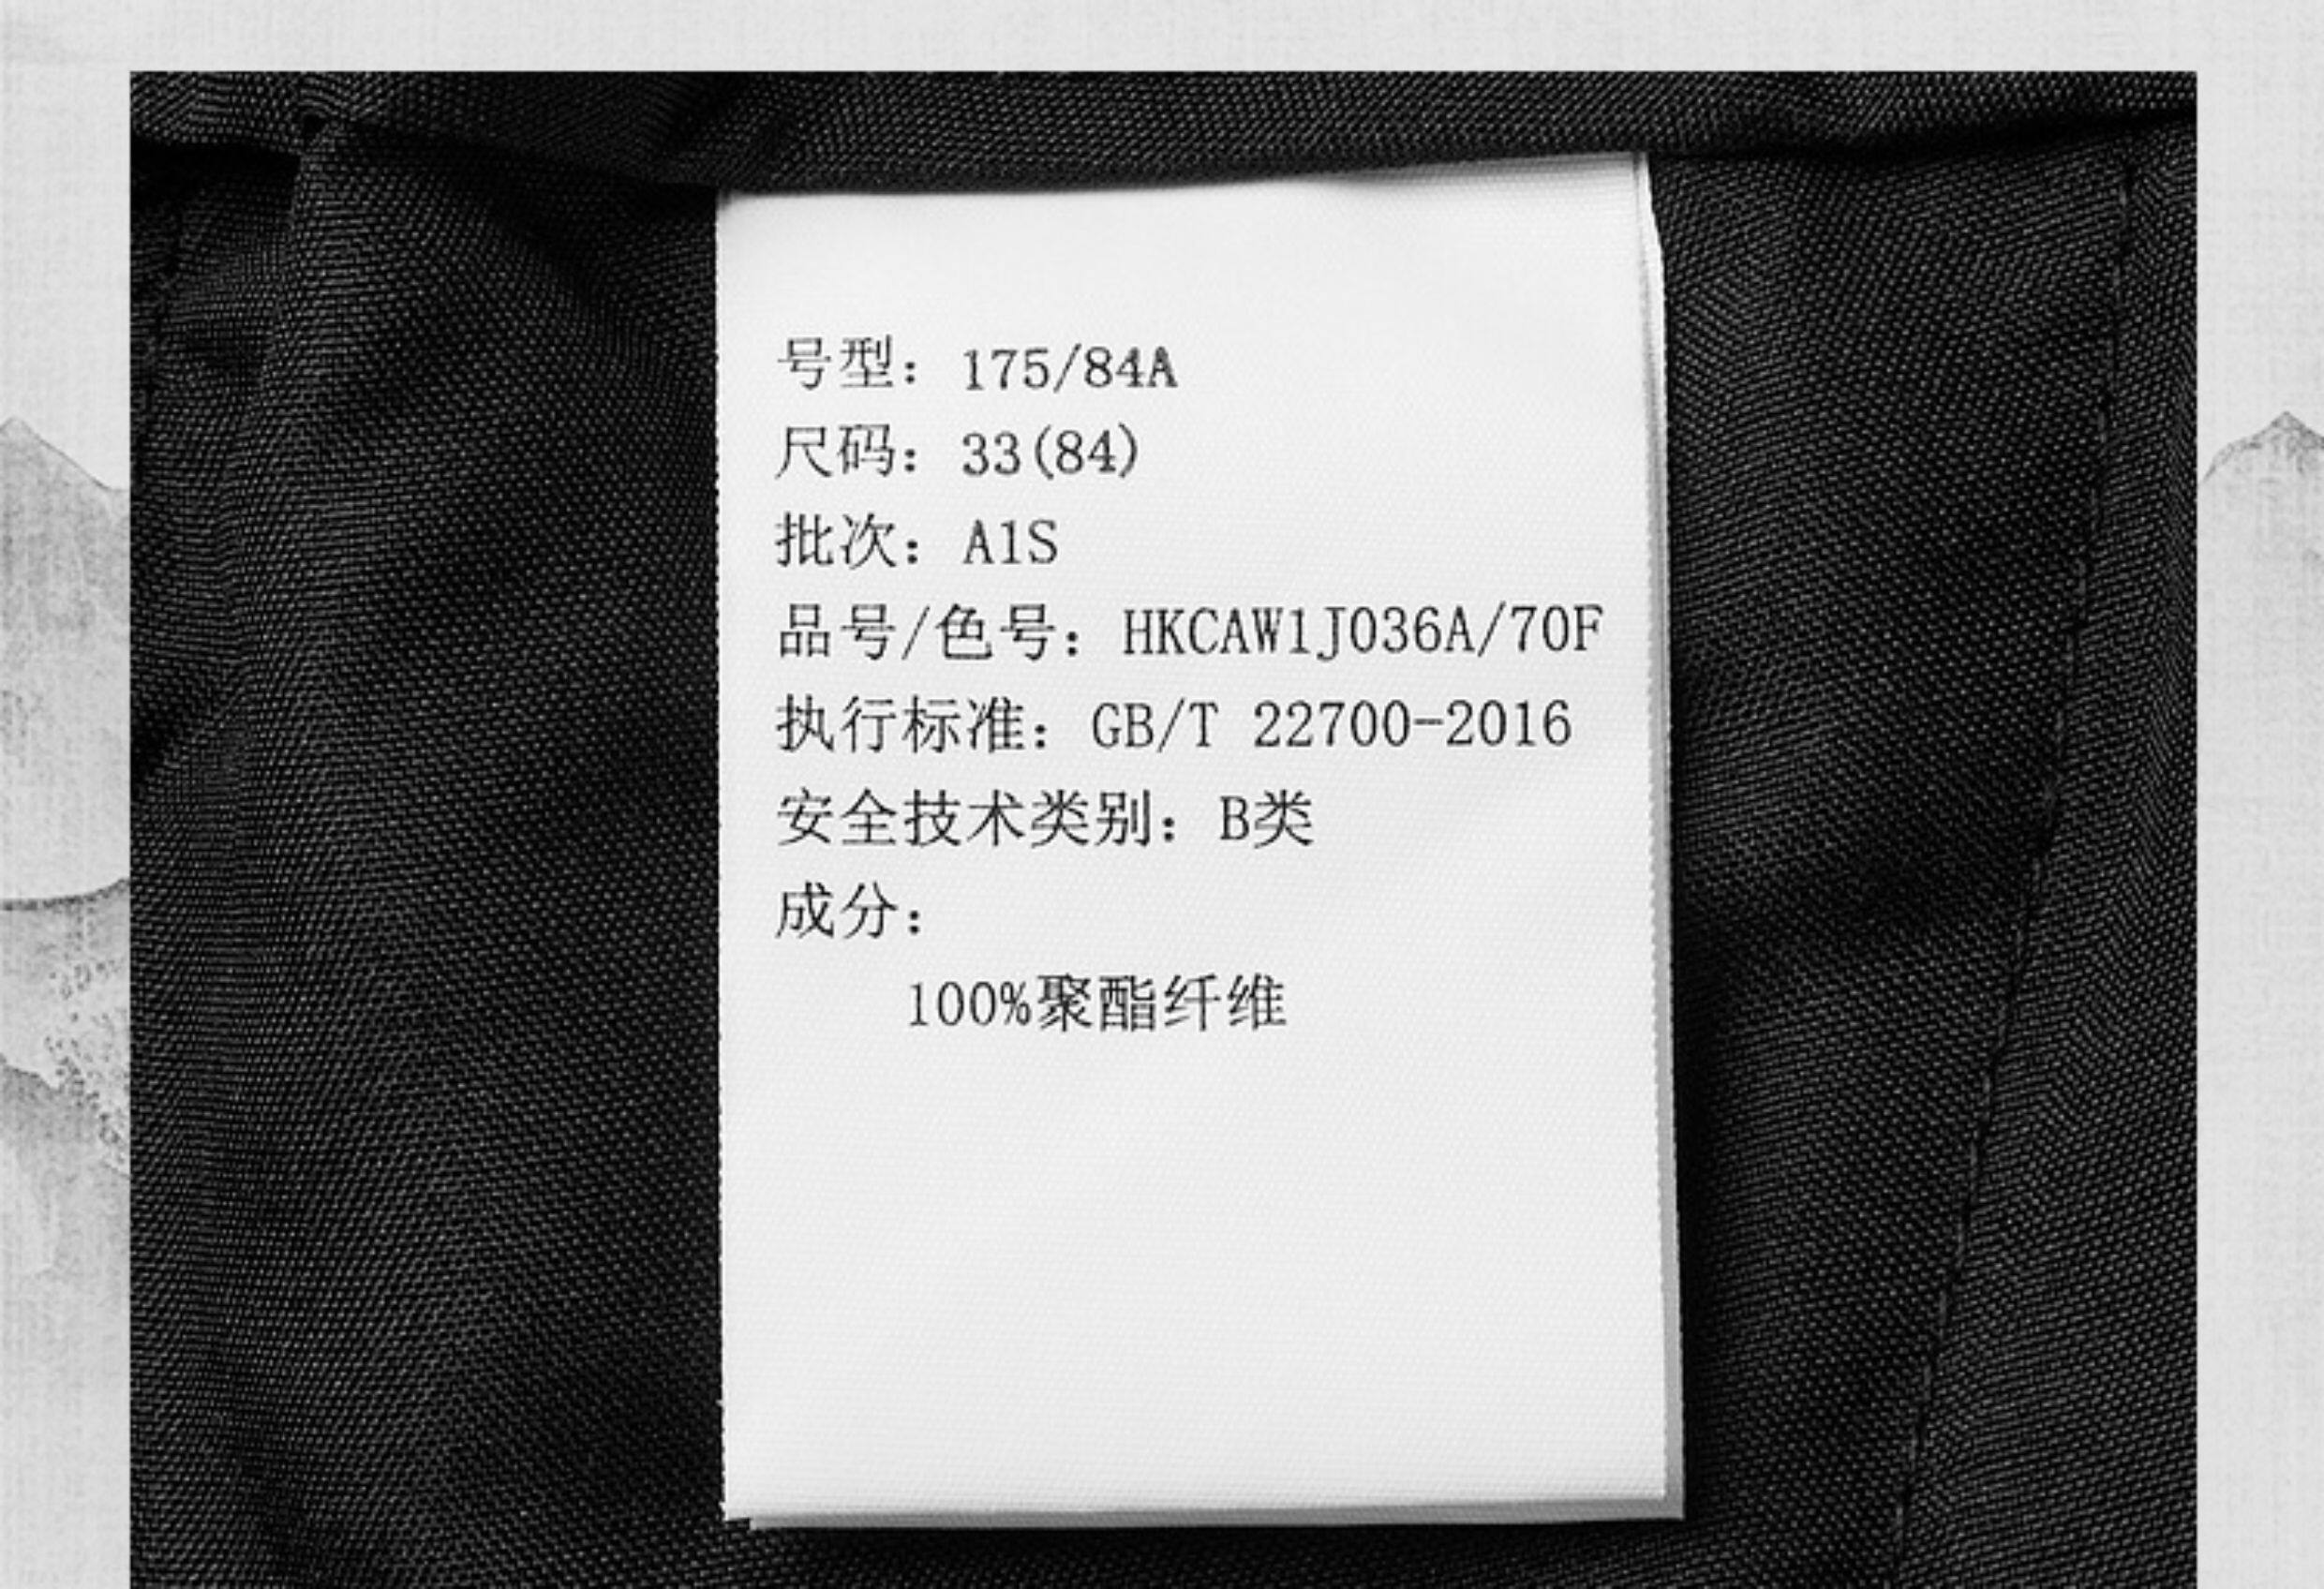 号型：175/84A
尺码：33(84)
批次：A1S
品号/色号：HKCAW1J036A/70F
执行标准：GB/T 22700-2016
安全技术类别：B类
成分：
100%聚酯纤维